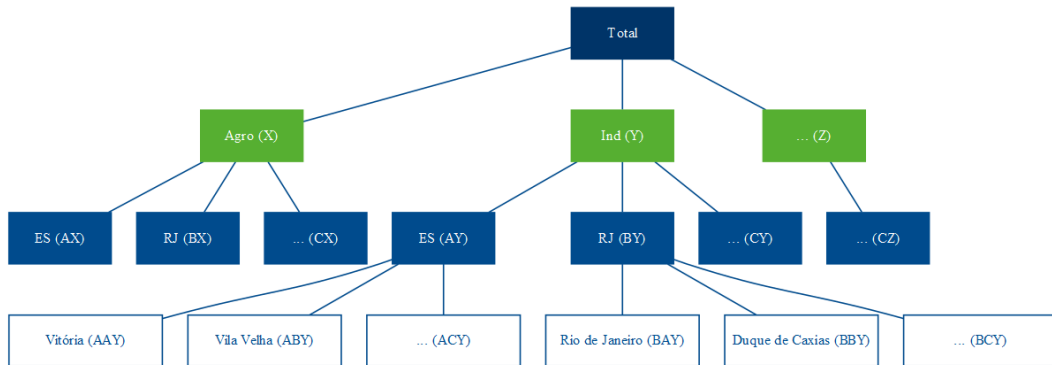 Total
Agro (X)
Ind (Y)
... (Z)
ES (AX)
RJ (BX)
... (CX)
ES (AY)
RJ (BY)
... (CY)
... (CZ)
Vitória (AAY)
Vila Velha (ABY)
... (ACY)
Rio de Janeiro (BAY)
Duque de Caxias (BBY)
... (BCY)